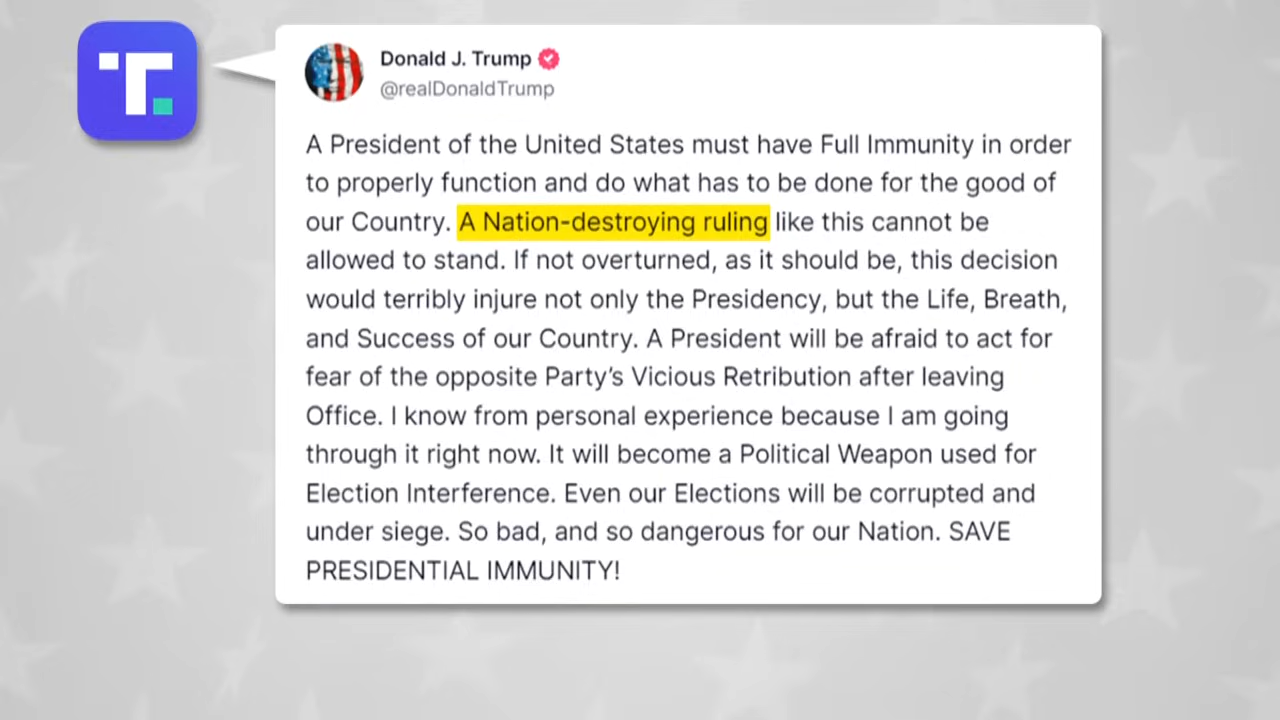 T.
Donald J. Trump
@realDonaldTrump
A President of the United States must have Full Immunity in order
to properly function and do what has to be done for the good of
our Country. A Nation-destroying ruling like this cannot be
allowed to stand. If not overturned, as it should be, this decision
would terribly injure not only the Presidency, but the Life, Breath,
and Success of our Country. A President will be afraid to act for
fear of the opposite Party’s Vicious Retribution after leaving
Office. I know from personal experience because I am going
through it right now. It will become a Political Weapon used for
Election Interference. Even our Elections will be corrupted and
under siege. So bad, and so dangerous for our Nation. SAVE
PRESIDENTIAL IMMUNITY!